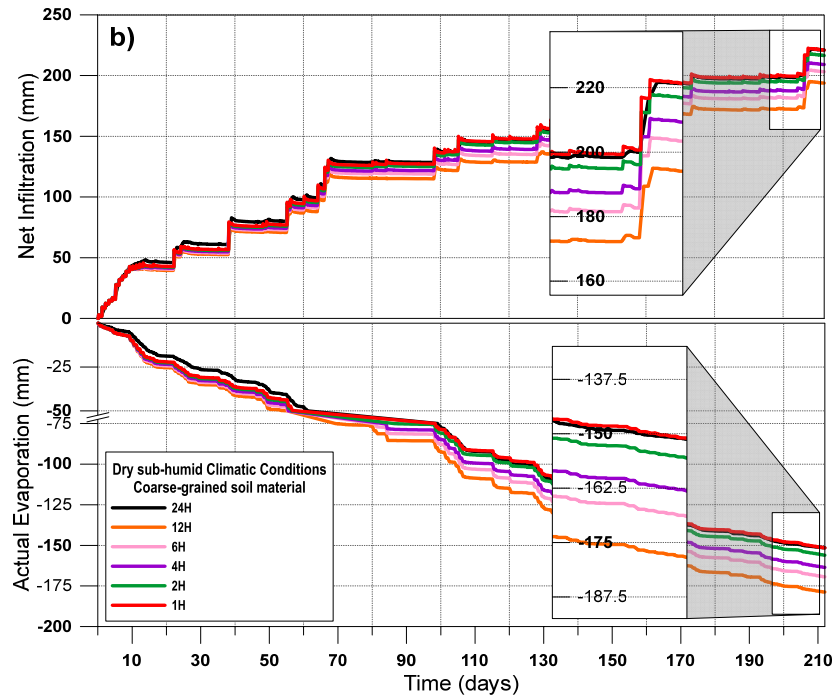 b)
Net Infiltration (mm)
250
200
150
100
50
0
220
200
180
160
Actual Evaporation (mm)
-25
-50
-75
-100
-125
-150
-175
-200
-137.5
-150
-162.5
-175
-187.5
Dry sub-humid Climatic Conditions
Coarse-grained soil material
24H
12H
6H
4H
2H
1H
10 30 50 70 90 110 130 150 170 190 210
Time (days)